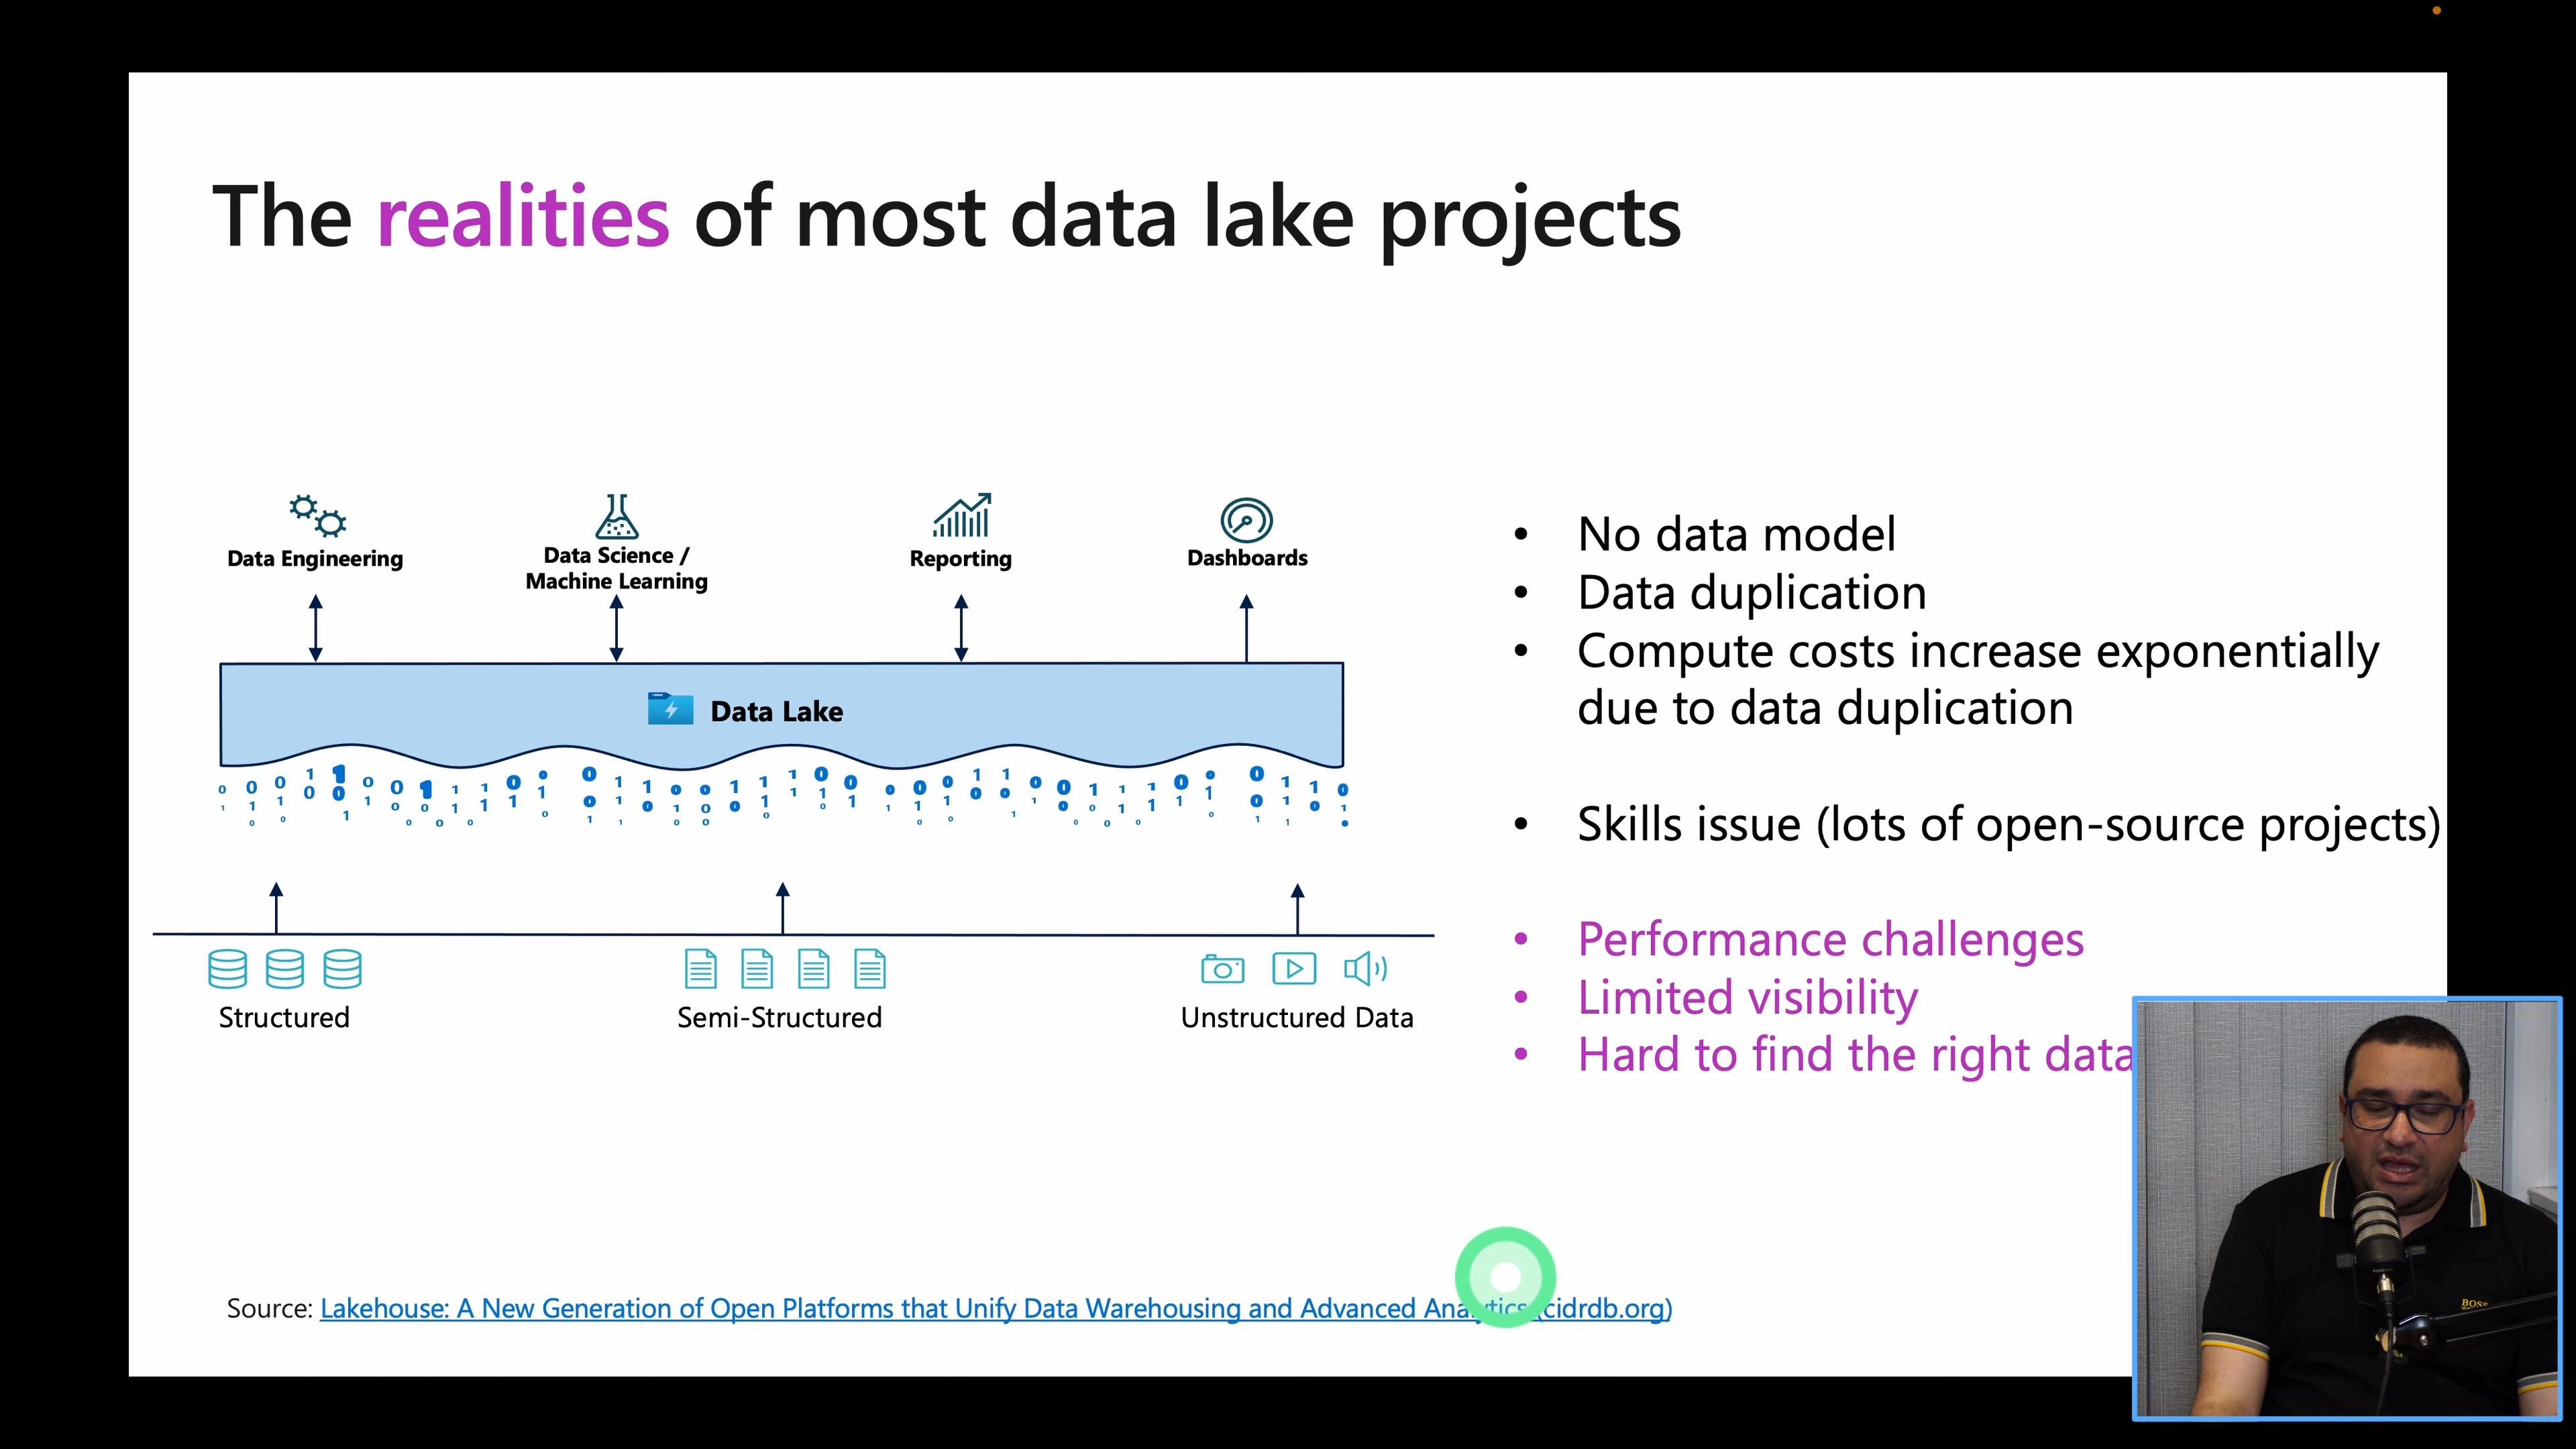 The realities of most data lake projects
Data Engineering
Data Science /
Machine Learning
Reporting
Dashboards
Data Lake
Structured
Semi-Structured
Unstructured Data
• No data model
• Data duplication
• Compute costs increase exponentially
due to data duplication
• Skills issue (lots of open-source projects)
• Performance challenges
• Limited visibility
• Hard to find the right data
Source: Lakehouse: A New Generation of Open Platforms that Unify Data Warehousing and Advanced Analytics (cidrdb.org)
BOSS